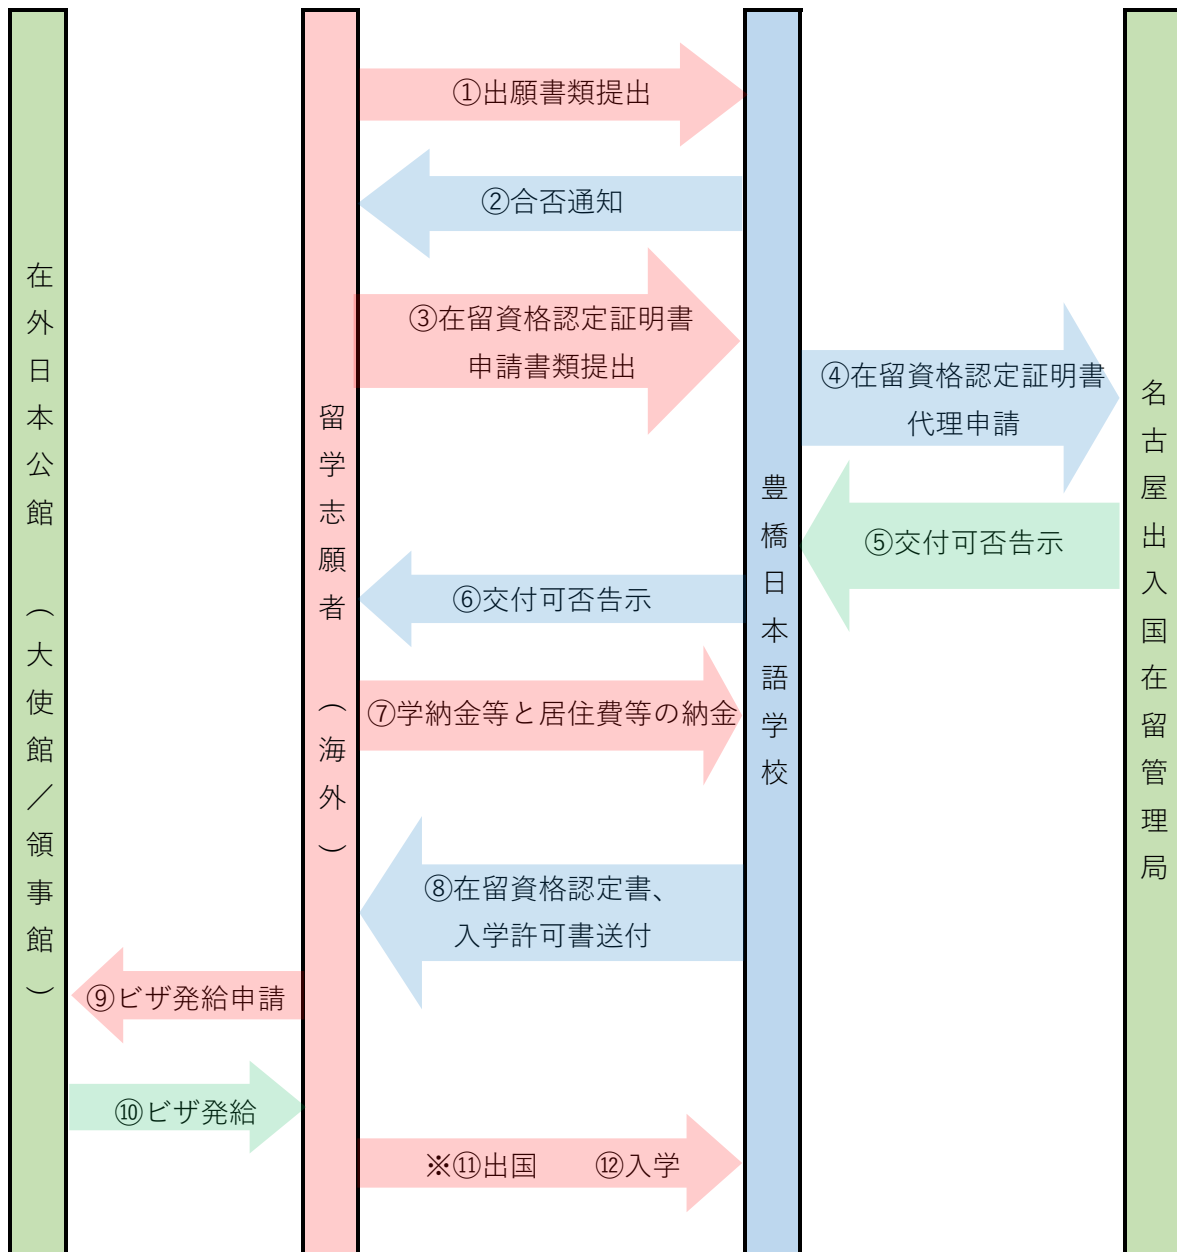 在外日本公館 （大使館／領事館）
留学志願者 （海外）
豊橋日本語学校
名古屋出入国在留管理局
①出願書類提出
②合否通知
③在留資格認定証明書
申請書類提出
④在留資格認定証明書
代理申請
⑤交付可否告示
⑥交付可否告示
⑦学納金等と居住費等の納金
⑧在留資格認定書、
入学許可書送付
⑨ビザ発給申請
⑩ビザ発給
※⑪出国　　⑫入学